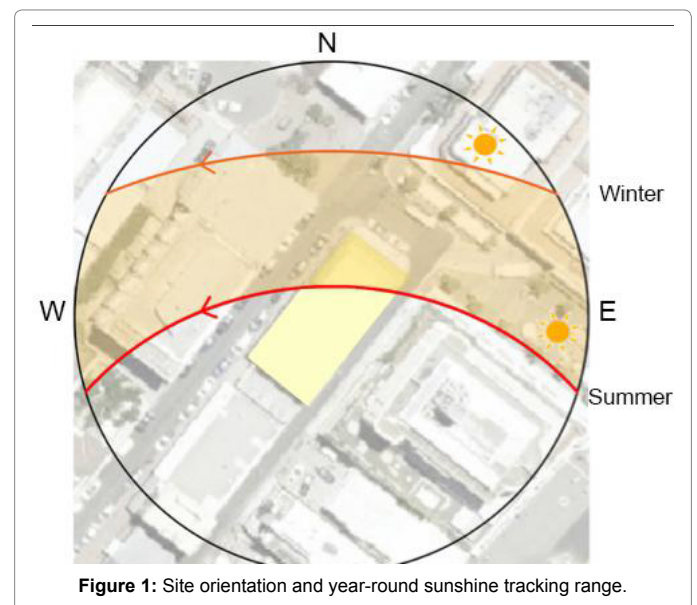 N
Winter
W
E
Summer
Figure 1: Site orientation and year-round sunshine tracking range.